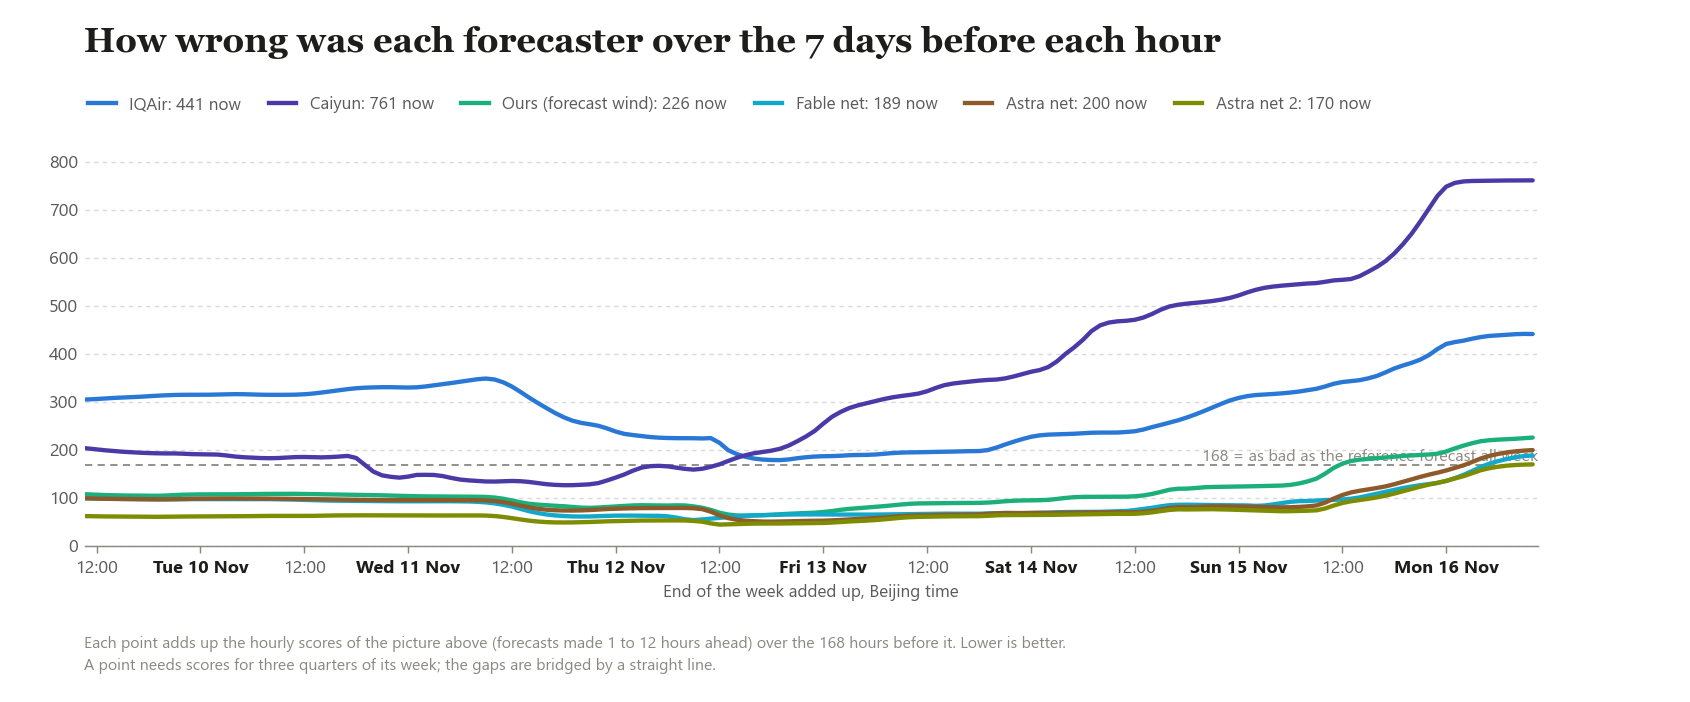 How wrong was each forecaster over the 7 days before each hour
IQAir: 441 now Caiyun: 761 now Ours (forecast wind): 226 now Fable net: 189 now Astra net: 200 now Astra net 2: 170 now
800
700
600
500
400
300
200
168 = as bad as the reference forecast all week
100
0
12:00 Tue 10 Nov 12:00 Wed 11 Nov 12:00 Thu 12 Nov 12:00 Fri 13 Nov 12:00 Sat 14 Nov 12:00 Sun 15 Nov 12:00 Mon 16 Nov
End of the week added up, Beijing time
Each point adds up the hourly scores of the picture above (forecasts made 1 to 12 hours ahead) over the 168 hours before it. Lower is better.
A point needs scores for three quarters of its week; the gaps are bridged by a straight line.